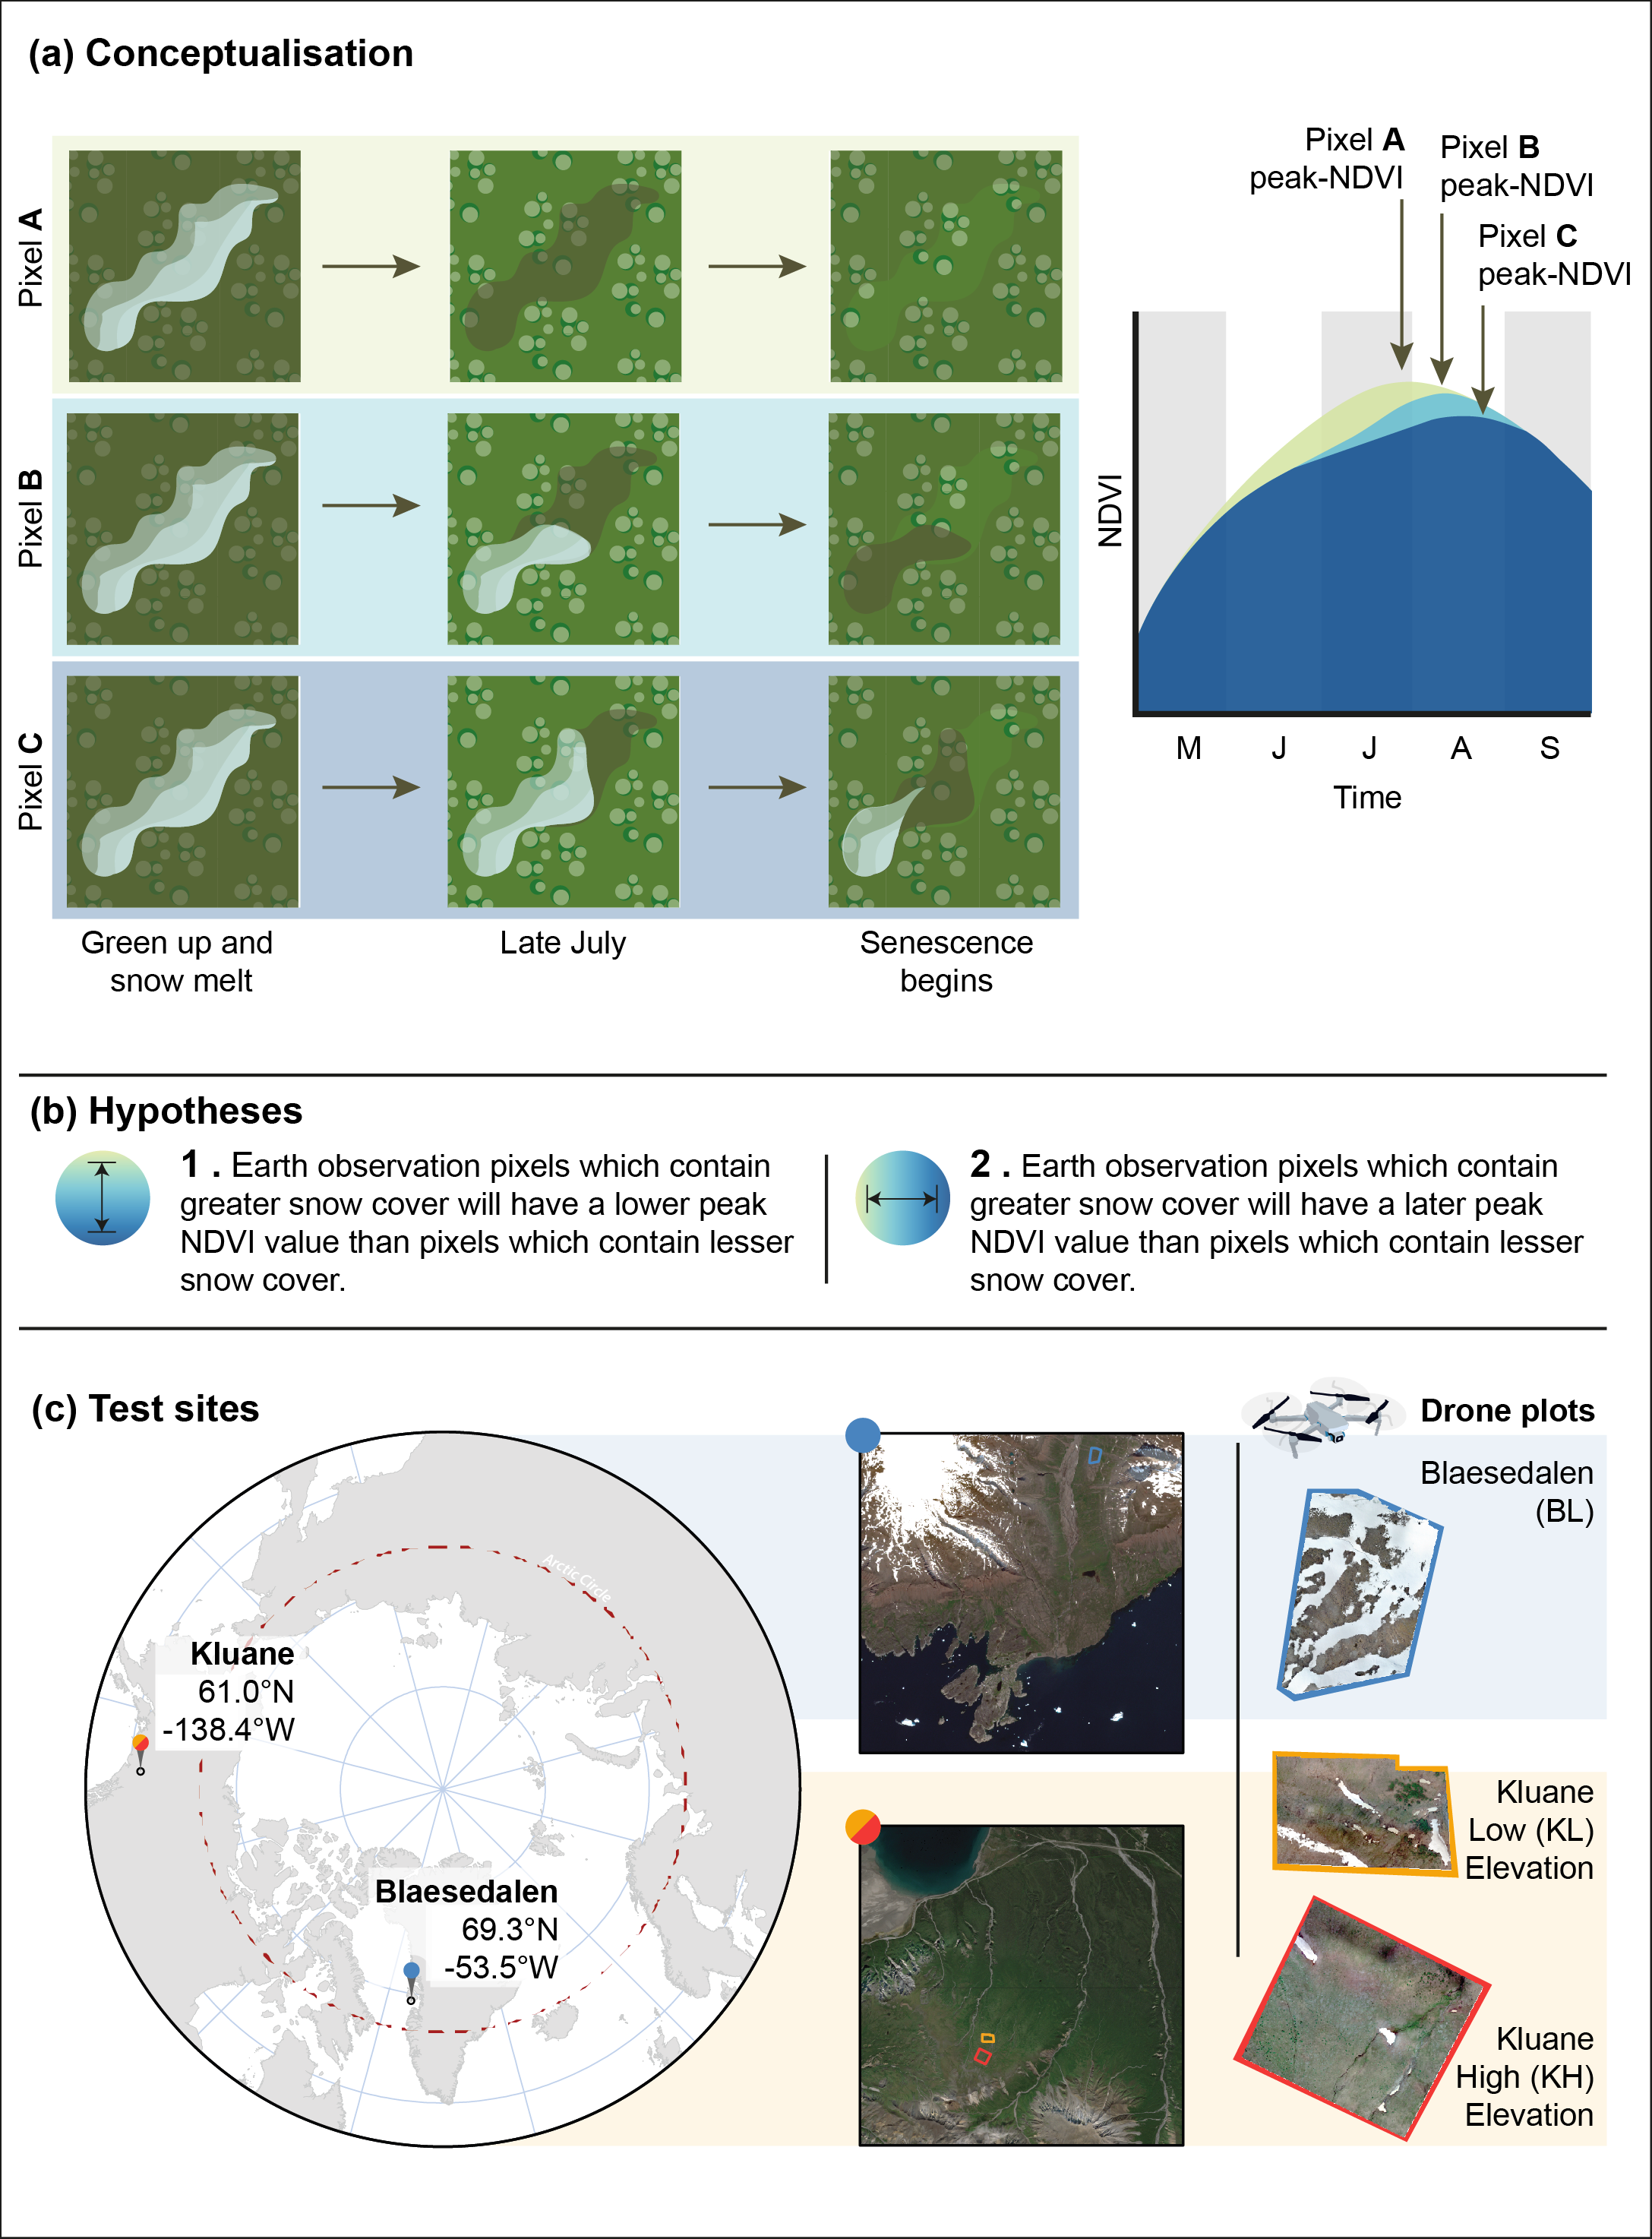 (a) Conceptualisation
Pixel A
Pixel B
Pixel C
Green up and
snow melt
Late July
Senescence
begins
Pixel A
peak-NDVI
Pixel B
peak-NDVI
Pixel C
peak-NDVI
NDVI
M J J A S
Time
(b) Hypotheses
1 . Earth observation pixels which contain
greater snow cover will have a lower peak
NDVI value than pixels which contain lesser
snow cover.
2 . Earth observation pixels which contain
greater snow cover will have a later peak
NDVI value than pixels which contain lesser
snow cover.
(c) Test sites
Arctic Circle
Kluane
61.0°N
-138.4°W
Blaesedalen
69.3°N
-53.5°W
Drone plots
Blaesedalen
(BL)
Kluane
Low (KL)
Elevation
Kluane
High (KH)
Elevation